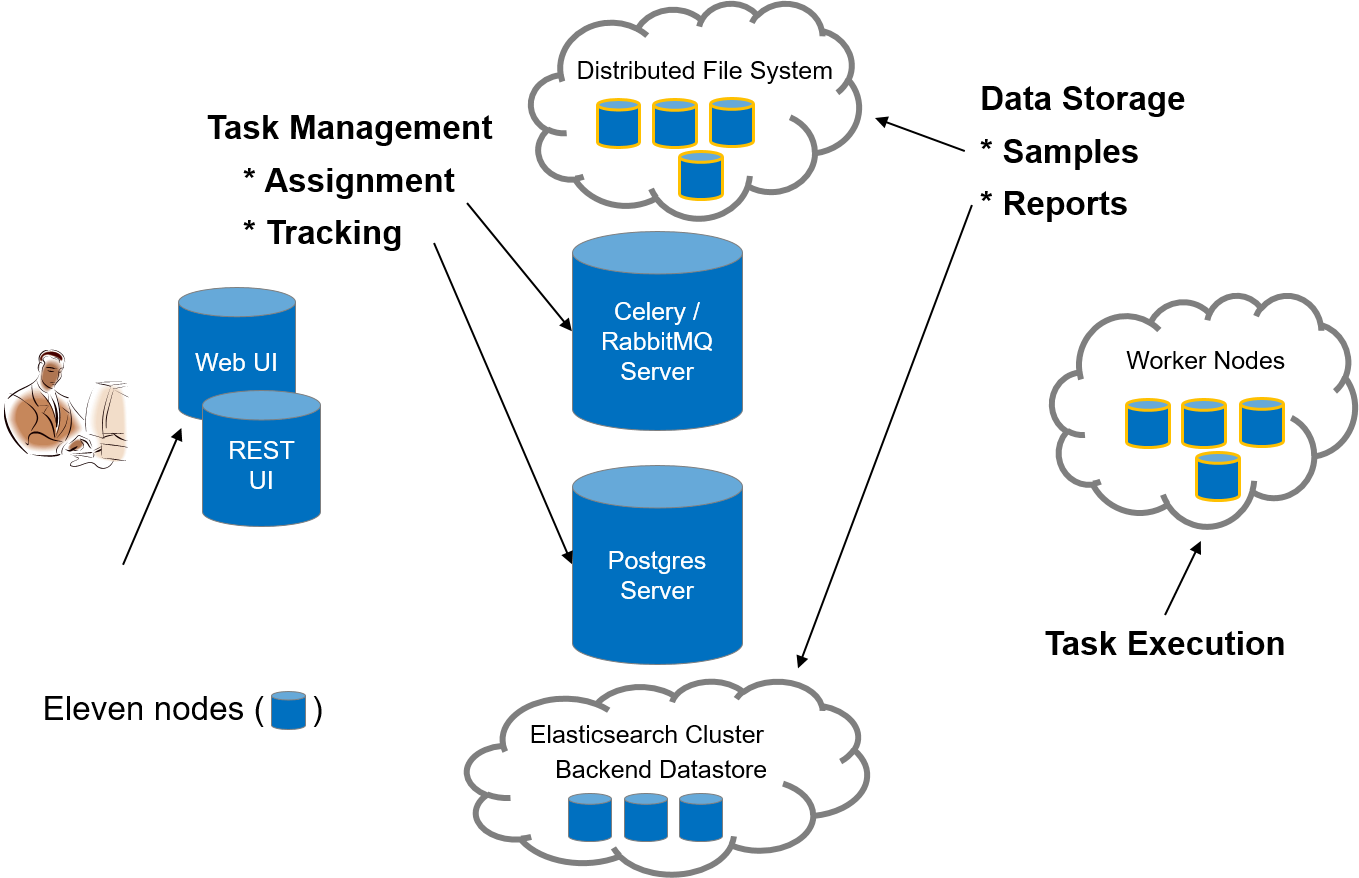 Distributed File System
Task Management
* Assignment
* Tracking
Data Storage
* Samples
* Reports
Celery /
RabbitMQ
Server
Web UI
REST
UI
Worker Nodes
Postgres
Server
Task Execution
Eleven nodes ( )
Elasticsearch Cluster
Backend Datastore